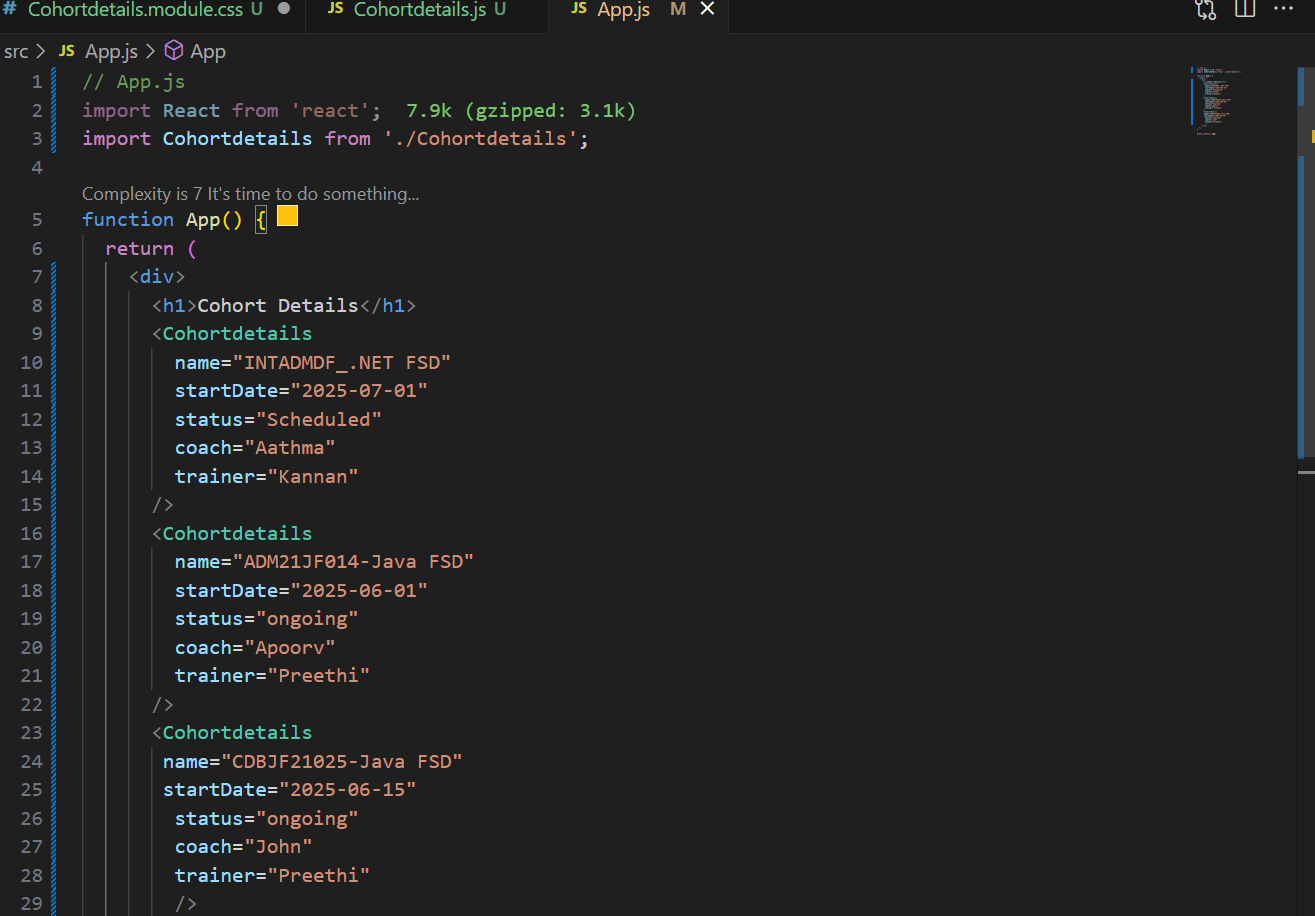 # Cohortdetails.module.css U ● JS Cohortdetails.js U JS App.js M ×
src > JS App.js > App
1 // App.js
2 import React from 'react'; 7.9k (gzipped: 3.1k)
3 import Cohortdetails from './Cohortdetails';
4
Complexity is 7 It's time to do something...
5 function App() {
6 return (
7 <div>
8 <h1>Cohort Details</h1>
9 <Cohortdetails
10 name="INTADMDF_.NET FSD"
11 startDate="2025-07-01"
12 status="Scheduled"
13 coach="Aathma"
14 trainer="Kannan"
15 />
16 <Cohortdetails
17 name="ADM21JF014-Java FSD"
18 startDate="2025-06-01"
19 status="ongoing"
20 coach="Apoorv"
21 trainer="Preethi"
22 />
23 <Cohortdetails
24 name="CDBJF21025-Java FSD"
25 startDate="2025-06-15"
26 status="ongoing"
27 coach="John"
28 trainer="Preethi"
29 />